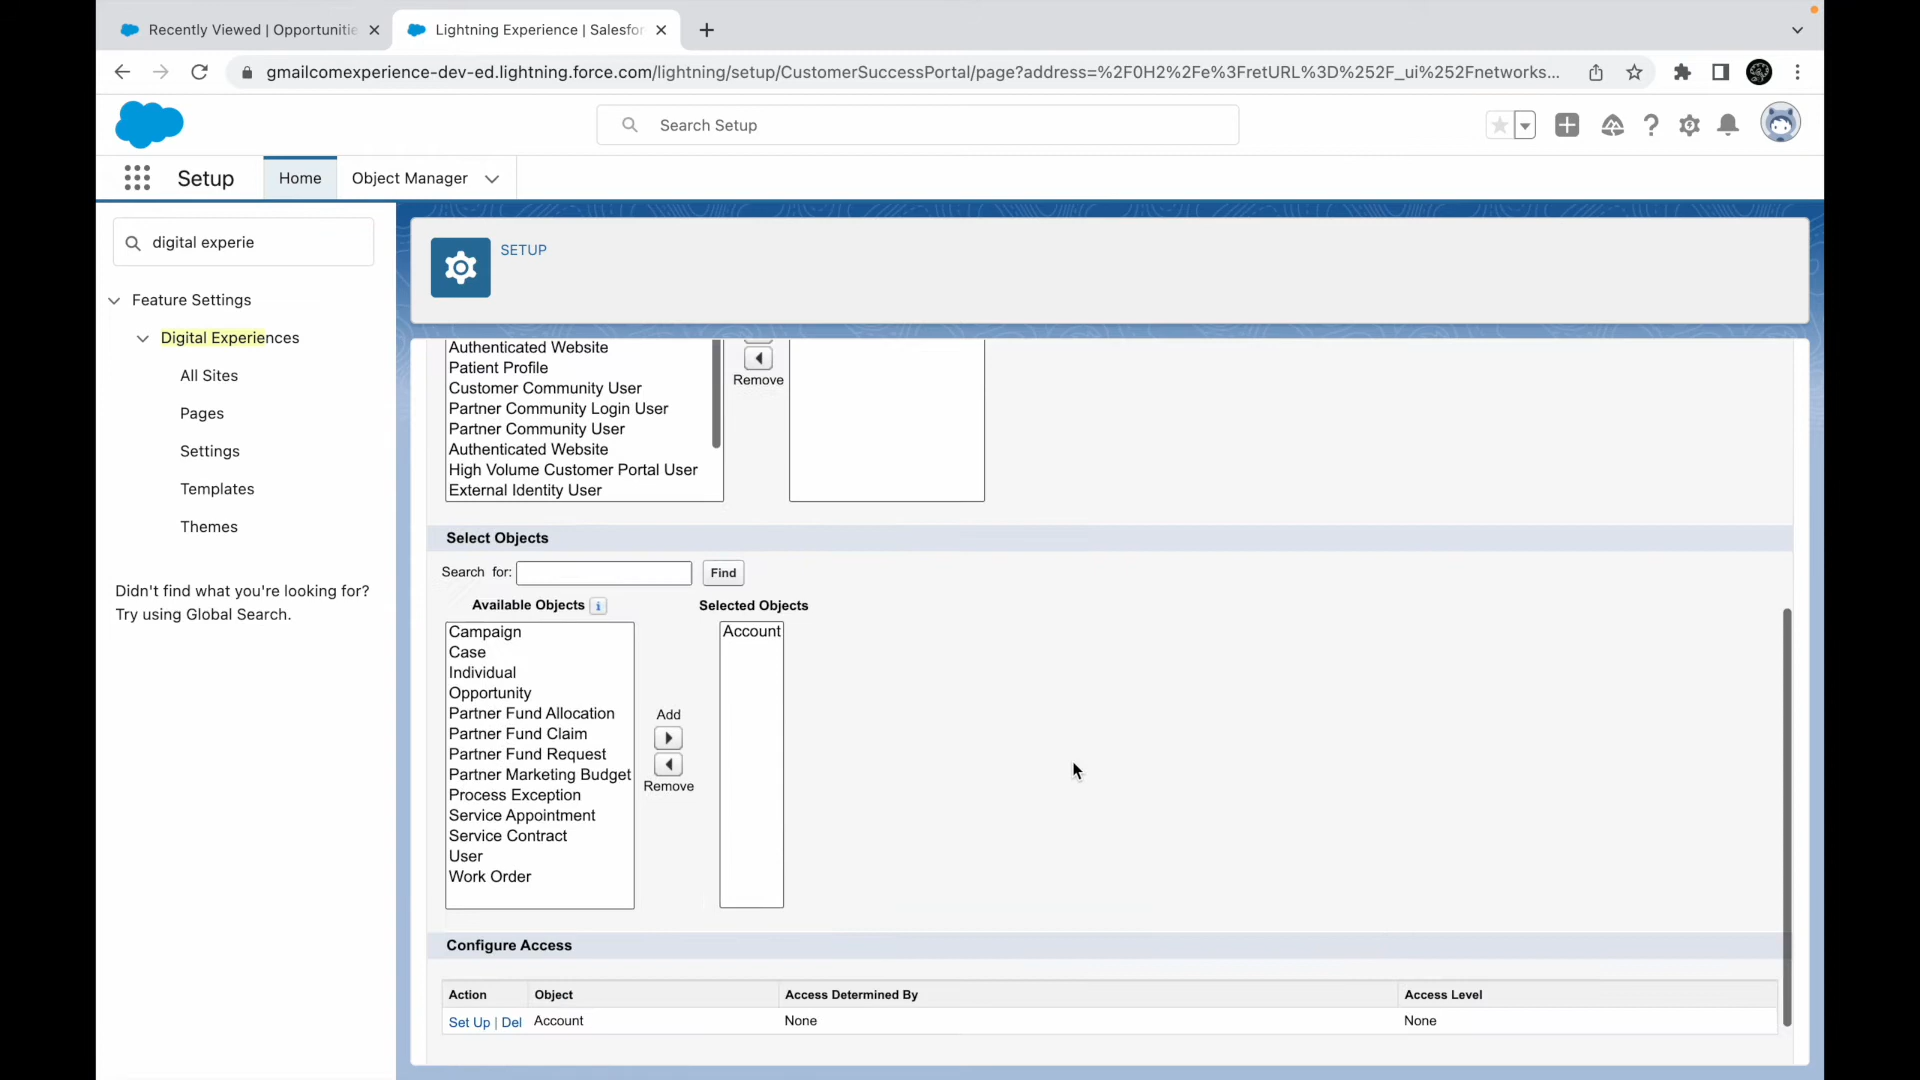 Recently Viewed | Opportunitie
Lightning Experience | Salesfor
gmailcomexperience-dev-ed.lightning.force.com/lightning/setup/CustomerSuccessPortal/page?address=%2F0H2%2Fe%3FretURL%3D%252F_ui%252Fnetworks...
Search Setup
Setup
Home
Object Manager
digital experie
Feature Settings
Digital Experiences
All Sites
Pages
Settings
Templates
Themes
Didn't find what you're looking for?
Try using Global Search.
SETUP
Authenticated Website
Patient Profile
Customer Community User
Partner Community Login User
Partner Community User
Authenticated Website
High Volume Customer Portal User
External Identity User
Remove
Select Objects
Search for:
Find
Available Objects
Selected Objects
Campaign
Case
Individual
Opportunity
Partner Fund Allocation
Partner Fund Claim
Partner Fund Request
Partner Marketing Budget
Process Exception
Service Appointment
Service Contract
User
Work Order
Add
Remove
Account
Configure Access
Action Object Access Determined By Access Level
Set Up | Del Account None None